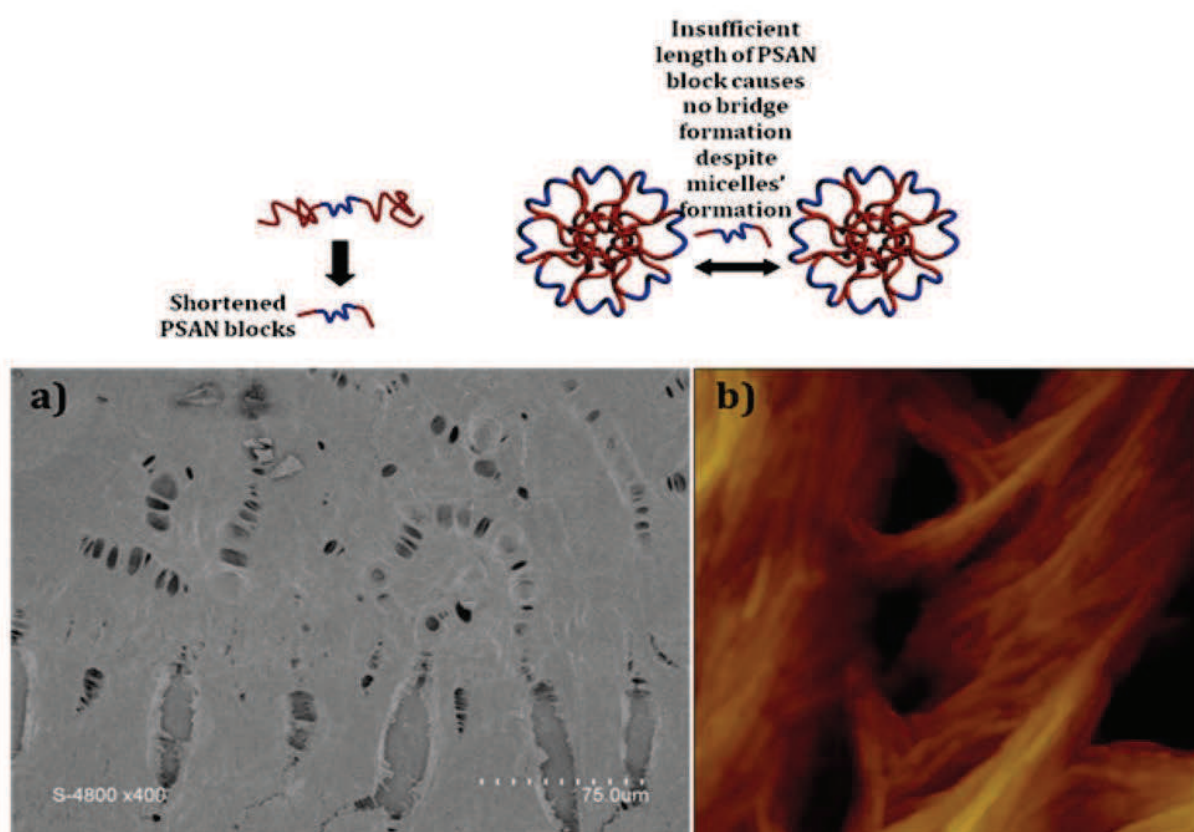 Insufficient
length of PSAN
block causes
no bridge
formation
despite
micelles'
formation
Shortened
PSAN blocks
a)
b)
S-4800 x400
75.0um